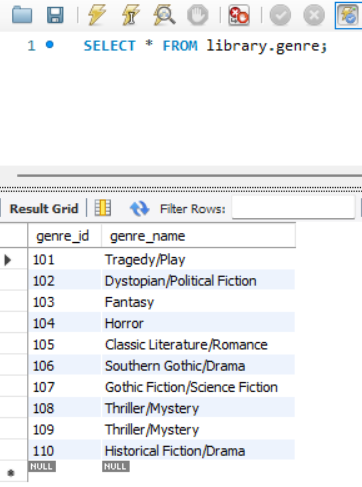 1 SELECT * FROM library.genre;
Result Grid Filter Rows:
genre_id genre_name
101 Tragedy/Play
102 Dystopian/Political Fiction
103 Fantasy
104 Horror
105 Classic Literature/Romance
106 Southern Gothic/Drama
107 Gothic Fiction/Science Fiction
108 Thriller/Mystery
109 Thriller/Mystery
110 Historical Fiction/Drama
NULL NULL